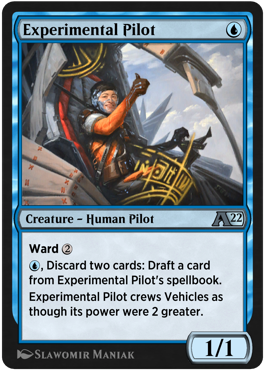 Experimental Pilot
Creature – Human Pilot
A22
Ward 2
, Discard two cards: Draft a card
from Experimental Pilot's spellbook.
Experimental Pilot crews Vehicles as
though its power were 2 greater.
Slawomir Maniak
1/1